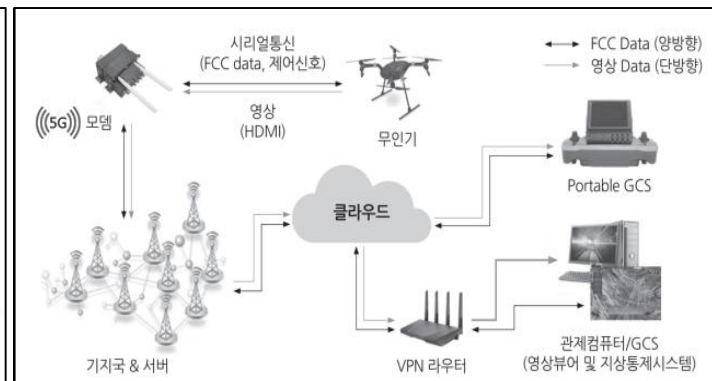 시리얼통신
(FCC data, 제어신호)
FCC Data (양방향)
영상 Data (단방향)
((5G)) 모뎀
영상
(HDMI)
무인기
클라우드
Portable GCS
기지국 & 서버
VPN 라우터
관제컴퓨터/GCS
(영상뷰어 및 지상통제시스템)